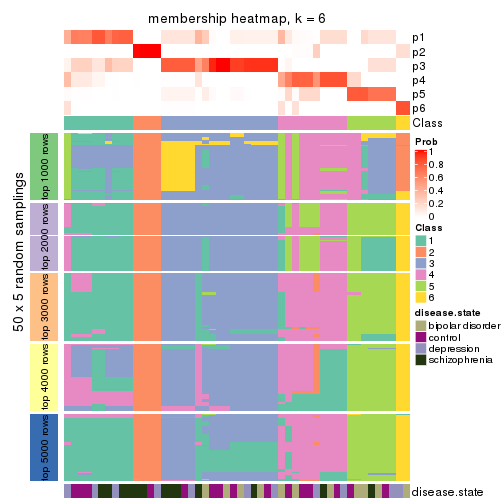 membership heatmap, k = 6
p1
p2
p3
p4
p5
p6
Class
50 x 5 random samplings
top 1000 rows
top 2000 rows
top 3000 rows
top 4000 rows
top 5000 rows
Prob
1
0.8
0.6
0.4
0.2
0
Class
1
2
3
4
5
6
disease.state
bipolar disorder
control
depression
schizophrenia
disease.state